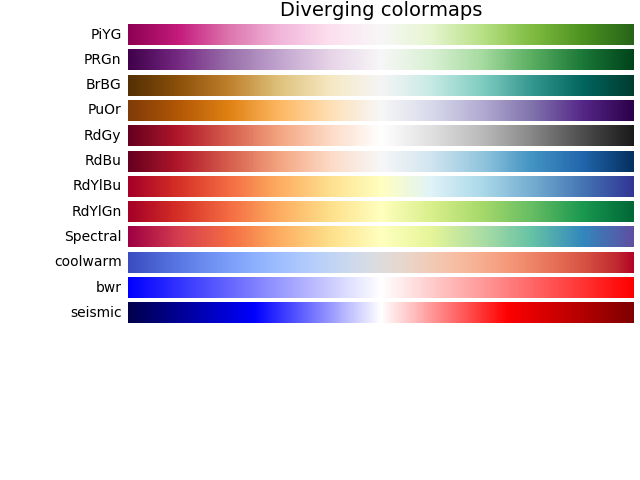 Diverging colormaps
PiYG
PRGn
BrBG
PuOr
RdGy
RdBu
RdYlBu
RdYlGn
Spectral
coolwarm
bwr
seismic